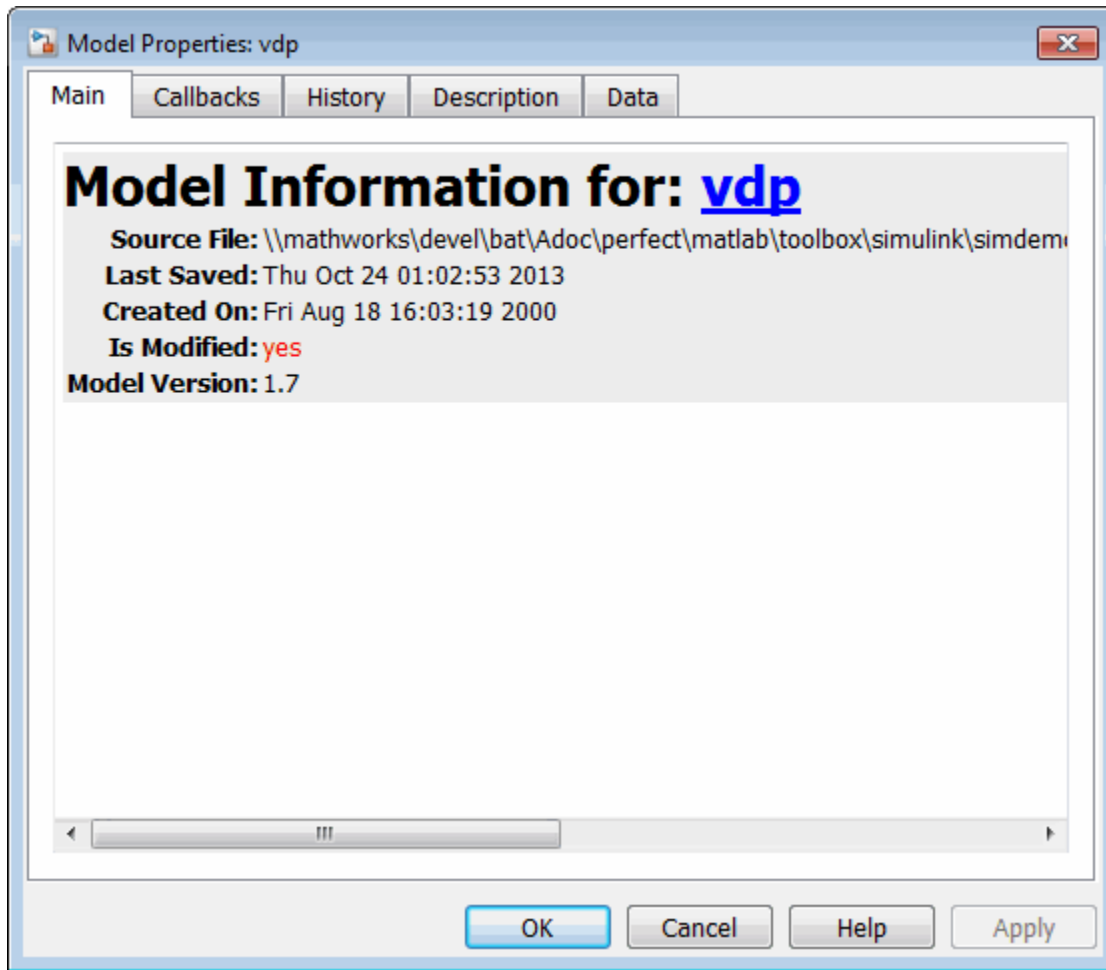 Model Properties: vdp
Main Callbacks History Description Data
Model Information for: vdp
Source File: \\mathworks\devel\bat\Adoc\perfect\matlab\toolbox\simulink\simdem
Last Saved: Thu Oct 24 01:02:53 2013
Created On: Fri Aug 18 16:03:19 2000
Is Modified: yes
Model Version: 1.7
OK Cancel Help Apply